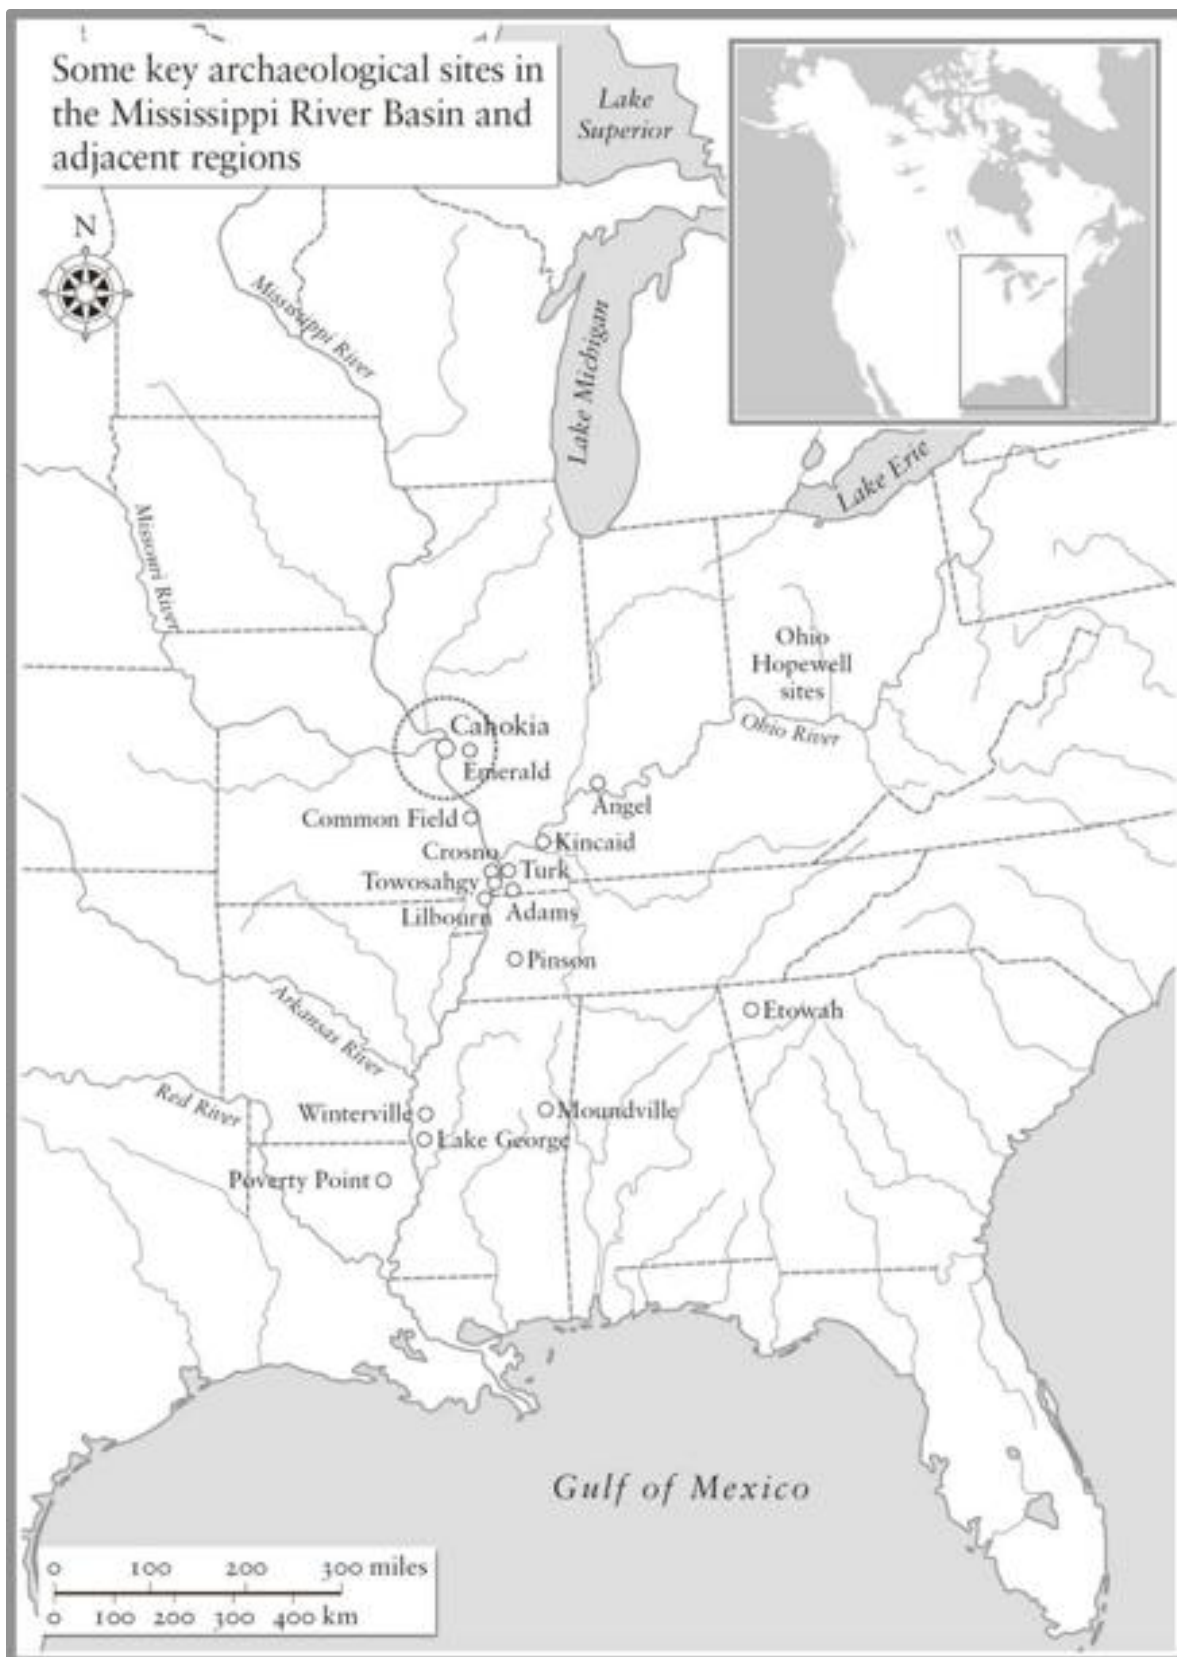 Some key archaeological sites in
the Mississippi River Basin and
adjacent regions
Lake
Superior
N
Mississippi River
Lake Michigan
Lake Erie
Missouri River
Ohio
Hopewell
sites
Ohio River
Cahokia
Emerald
Angel
Common Field
Kincaid
Crosno
Turk
Towosahgy
Lilbourn
Adams
Pinson
Etowah
Arkansas River
Red River
Winterville
Moundville
Lake George
Poverty Point
Gulf of Mexico
0 100 200 300 miles
0 100 200 300 400 km